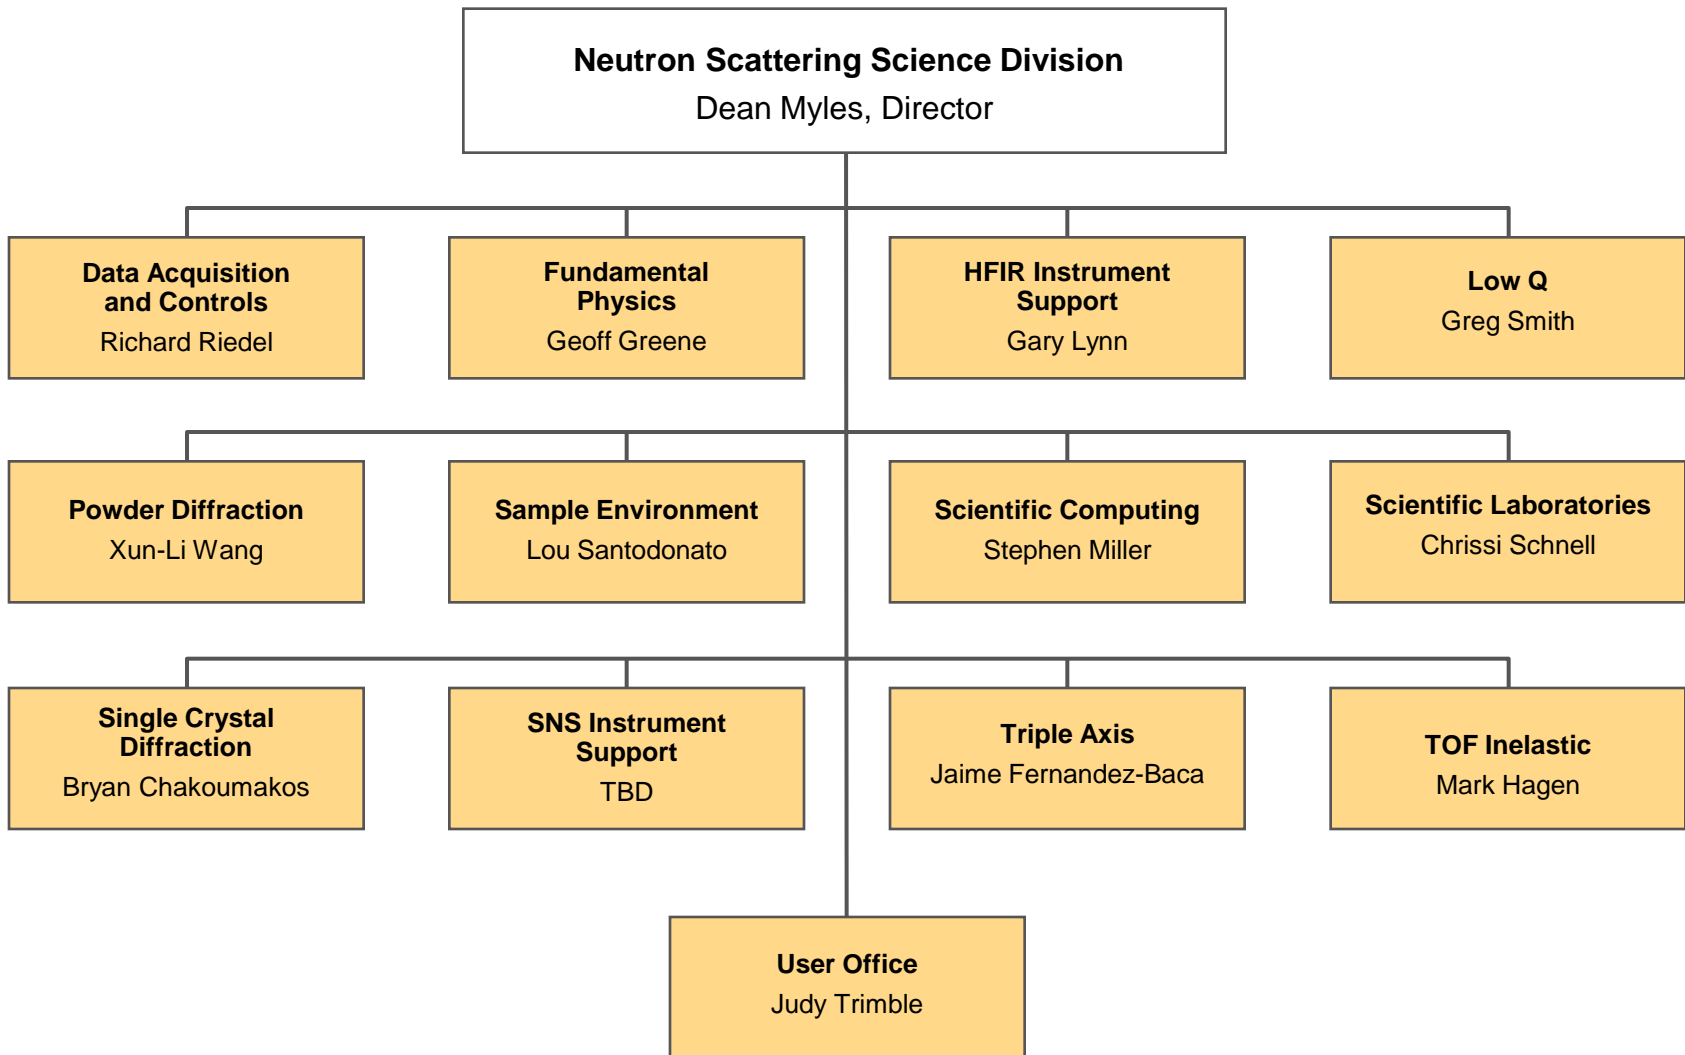 Neutron Scattering Science Division
Dean Myles, Director
Data Acquisition
and Controls
Richard Riedel
Fundamental
Physics
Geoff Greene
HFIR Instrument
Support
Gary Lynn
Low Q
Greg Smith
Powder Diffraction
Xun-Li Wang
Sample Environment
Lou Santodonato
Scientific Computing
Stephen Miller
Scientific Laboratories
Chrissi Schnell
Single Crystal
Diffraction
Bryan Chakoumakos
SNS Instrument
Support
TBD
Triple Axis
Jaime Fernandez-Baca
TOF Inelastic
Mark Hagen
User Office
Judy Trimble